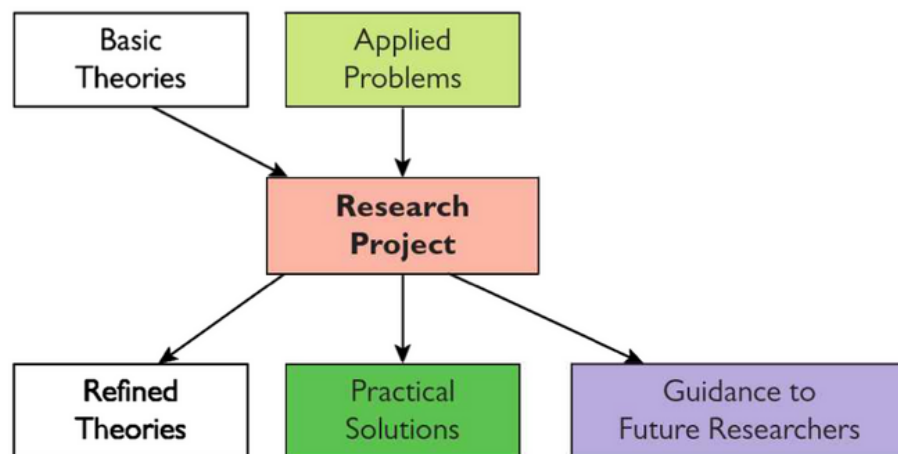 Basic
Theories
Applied
Problems
Research
Project
Refined
Theories
Practical
Solutions
Guidance to
Future Researchers